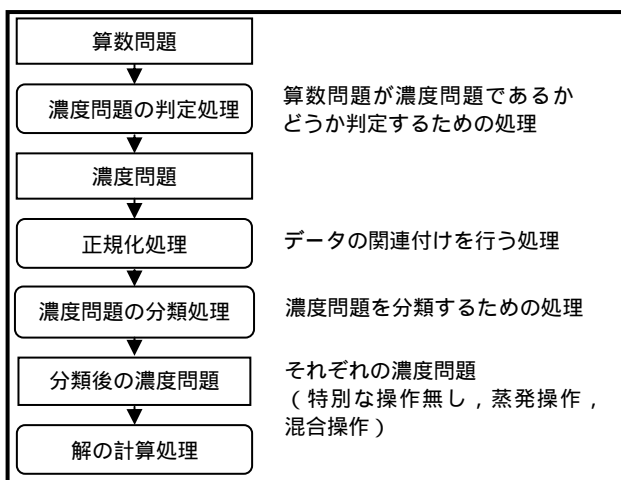 算数問題
濃度問題の判定処理
算数問題が濃度問題であるか
どうか判定するための処理
濃度問題
正規化処理
データの関連付けを行う処理
濃度問題の分類処理
濃度問題を分類するための処理
分類後の濃度問題
それぞれの濃度問題
(特別な操作無し,蒸発操作,
混合操作)
解の計算処理